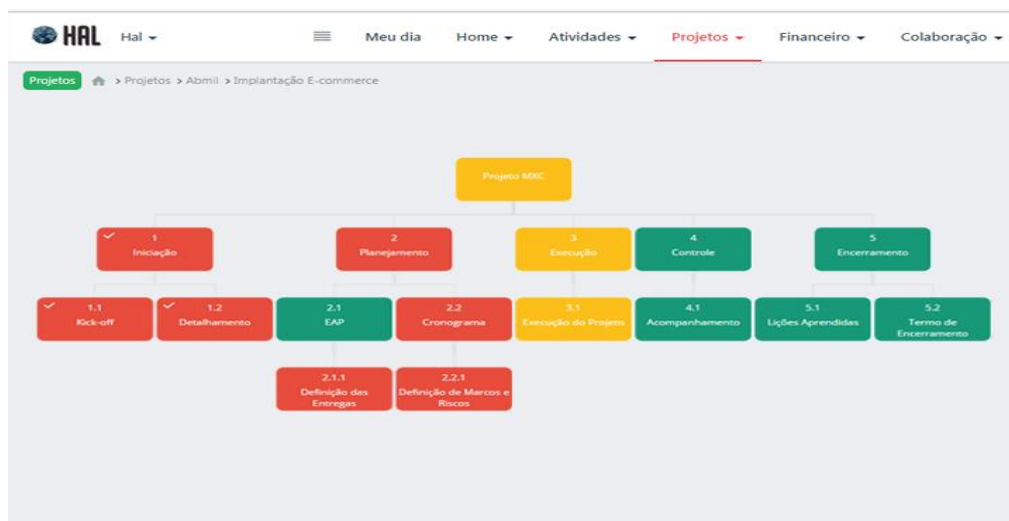 HAL Hal Meu dia Home Atividades Projetos Financeiro Colaboração
Projetos > Projetos > Abmil > Implantação E-commerce
Projeto MXC
1
Iniciação
2
Planejamento
3
Execução
4
Controle
5
Encerramento
1.1
Kick-off
1.2
Detalhamento
2.1
EAP
2.2
Cronograma
3.1
Execução do Projeto
4.1
Acompanhamento
5.1
Lições Aprendidas
5.2
Termo de
Encerramento
2.1.1
Definição das
Entregas
2.2.1
Definição de Marcos e
Riscos